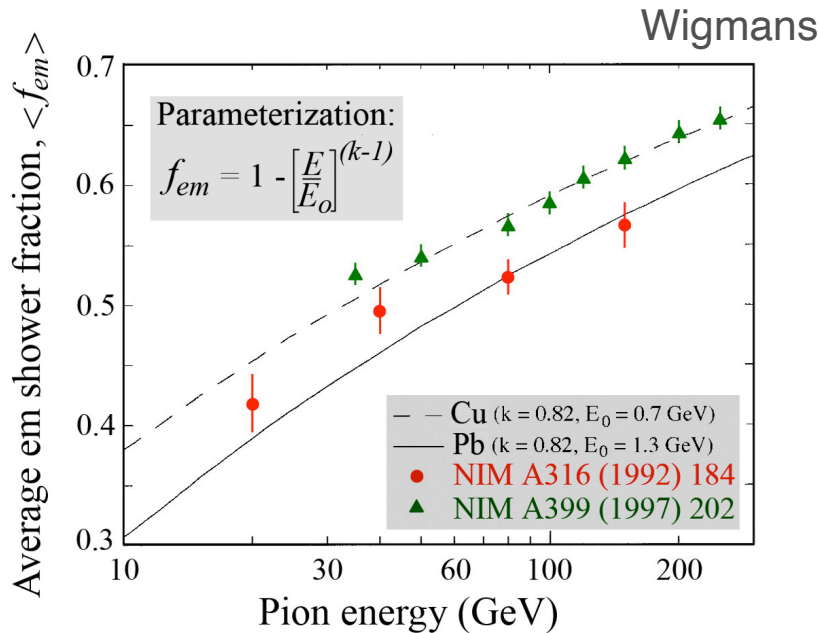 Wigmans
Average em shower fraction, <f_em>
0.7
0.6
0.5
0.4
0.3
Parameterization:
f_em = 1 - [E/E_o]^(k-1)
Cu (k = 0.82, E_0 = 0.7 GeV)
Pb (k = 0.82, E_0 = 1.3 GeV)
NIM A316 (1992) 184
NIM A399 (1997) 202
10 30 60 100 200
Pion energy (GeV)